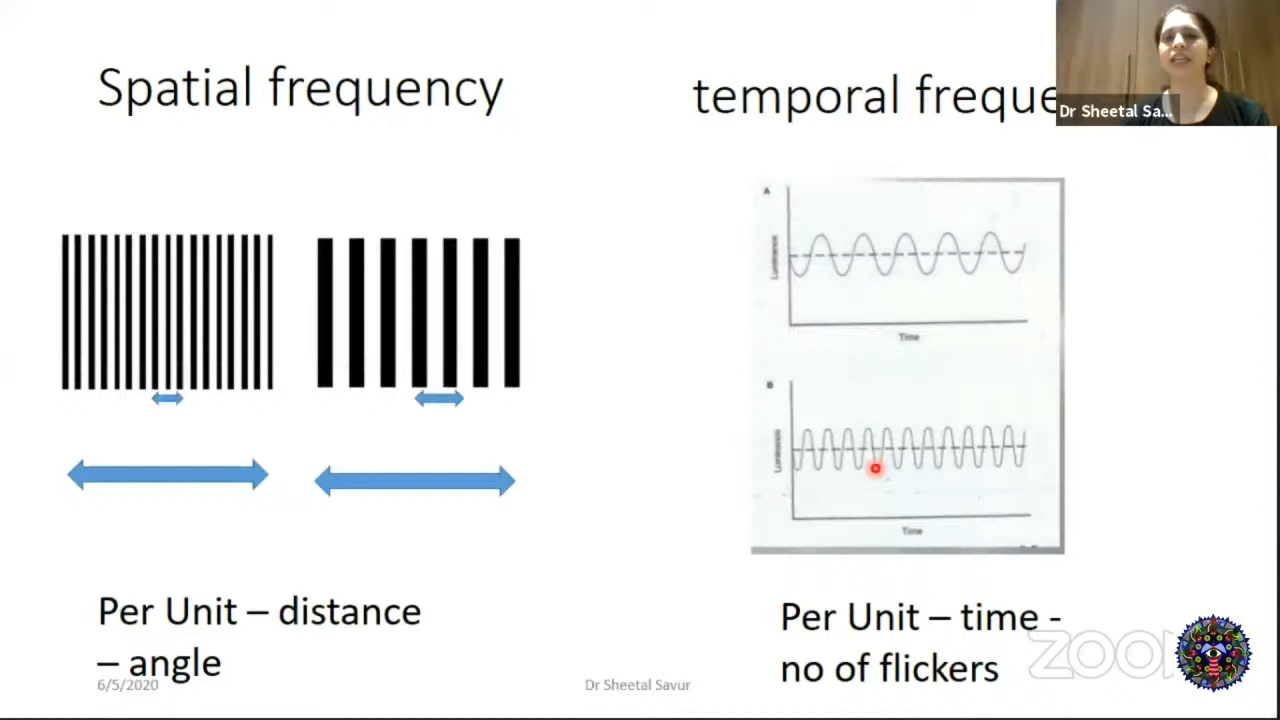 Spatial frequency
temporal freque
Dr Sheetal Sa...
A
Luminance
Time
B
Luminance
Time
Per Unit – distance
– angle
Per Unit – time -
no of flickers
6/5/2020
Dr Sheetal Savur
ZOO